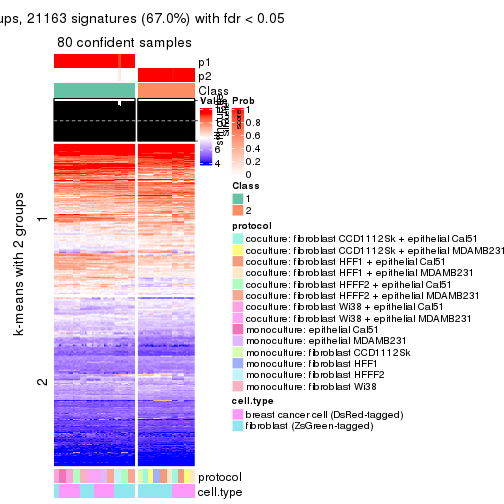 ups, 21163 signatures (67.0%) with fdr < 0.05
80 confident samples
p1
p2
Class
Value
Prob
1
0.8
0.6
0.4
0.2
0
6
4
Class
1
2
protocol
coculture: fibroblast CCD1112Sk + epithelial Cal51
coculture: fibroblast CCD1112Sk + epithelial MDAMB231
coculture: fibroblast HFF1 + epithelial Cal51
coculture: fibroblast HFF1 + epithelial MDAMB231
coculture: fibroblast HFFF2 + epithelial Cal51
coculture: fibroblast HFFF2 + epithelial MDAMB231
coculture: fibroblast Wi38 + epithelial Cal51
coculture: fibroblast Wi38 + epithelial MDAMB231
monoculture: epithelial Cal51
monoculture: epithelial MDAMB231
monoculture: fibroblast CCD1112Sk
monoculture: fibroblast HFF1
monoculture: fibroblast HFFF2
monoculture: fibroblast Wi38
cell.type
breast cancer cell (DsRed-tagged)
fibroblast (ZsGreen-tagged)
k-means with 2 groups
1
2
protocol
cell.type